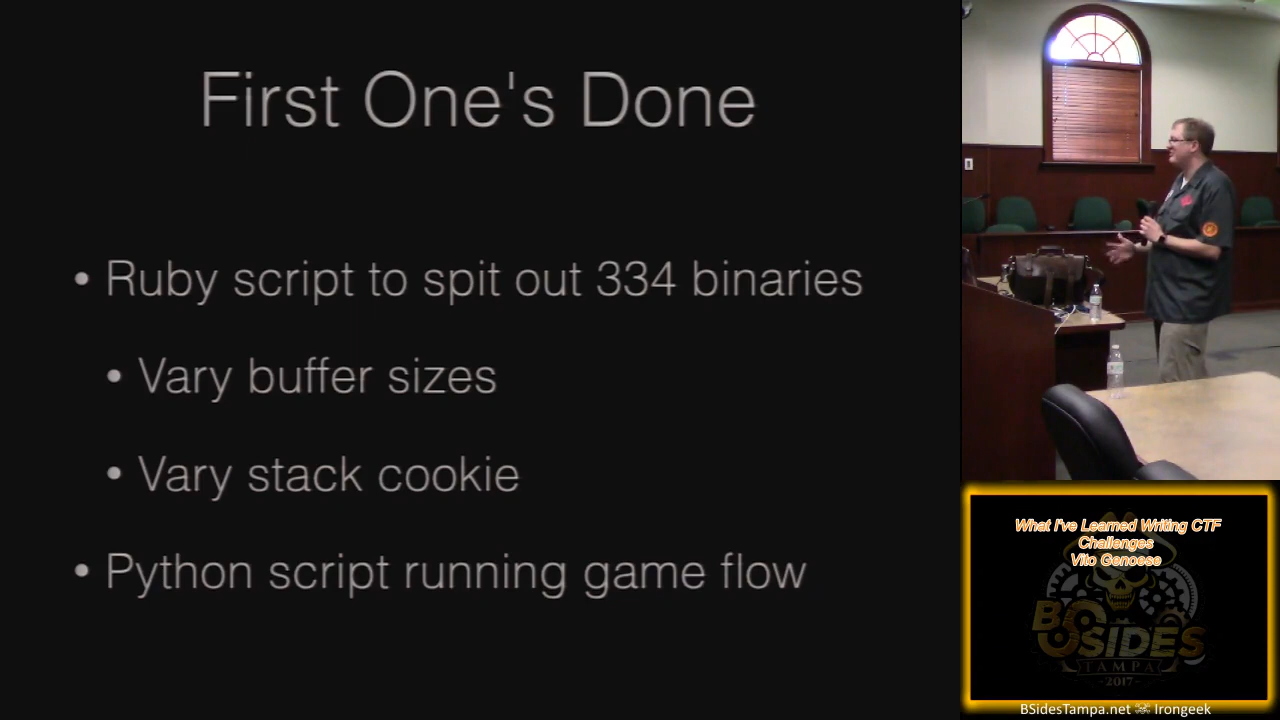 First One's Done
• Ruby script to spit out 334 binaries
• Vary buffer sizes
• Vary stack cookie
• Python script running game flow
What I've Learned Writing CTF
Challenges
Vito Genoese
BSIDES
TAMPA
-2017-
BSidesTampa.net ☠ Irongeek